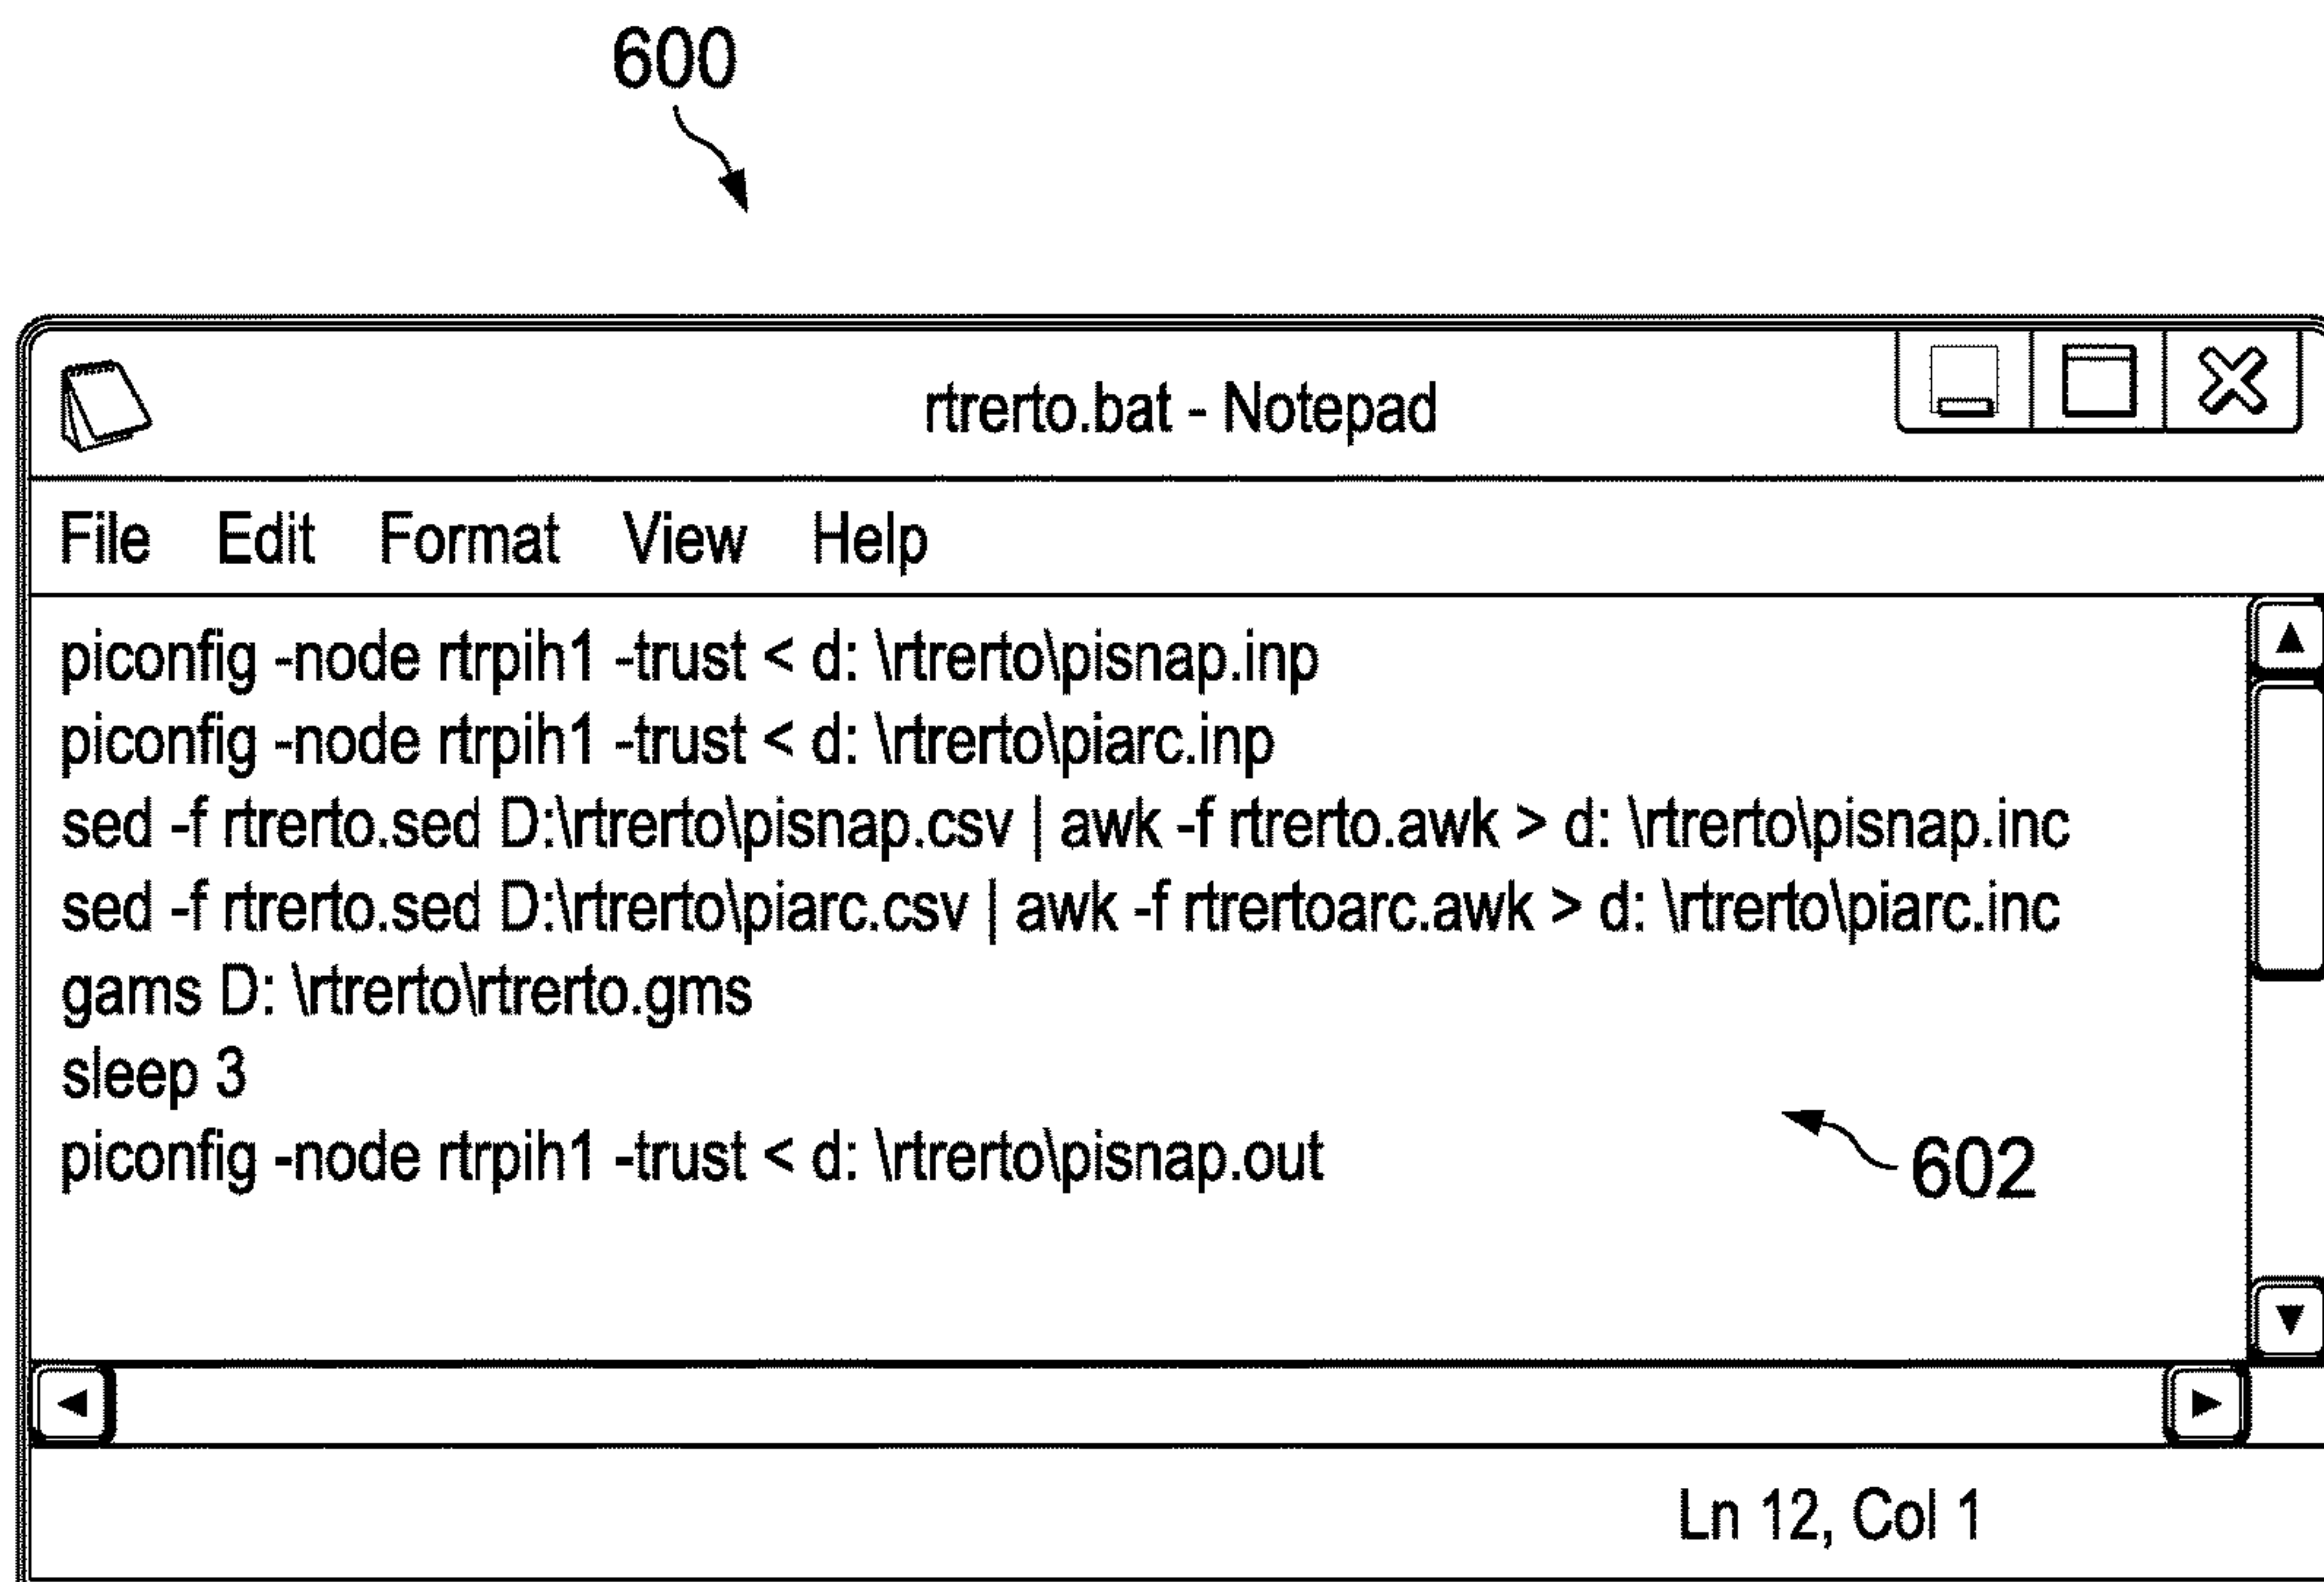 600
rtrerto.bat - Notepad
File Edit Format View Help
piconfig -node rtrpih1 -trust < d: \rtrerto\pisnap.inp
piconfig -node rtrpih1 -trust < d: \rtrerto\piarc.inp
sed -f rtrerto.sed D:\rtrerto\pisnap.csv | awk -f rtrerto.awk > d: \rtrerto\pisnap.inc
sed -f rtrerto.sed D:\rtrerto\piarc.csv | awk -f rtrertoarc.awk > d: \rtrerto\piarc.inc
gams D: \rtrerto\rtrerto.gms
sleep 3
piconfig -node rtrpih1 -trust < d: \rtrerto\pisnap.out
602
Ln 12, Col 1